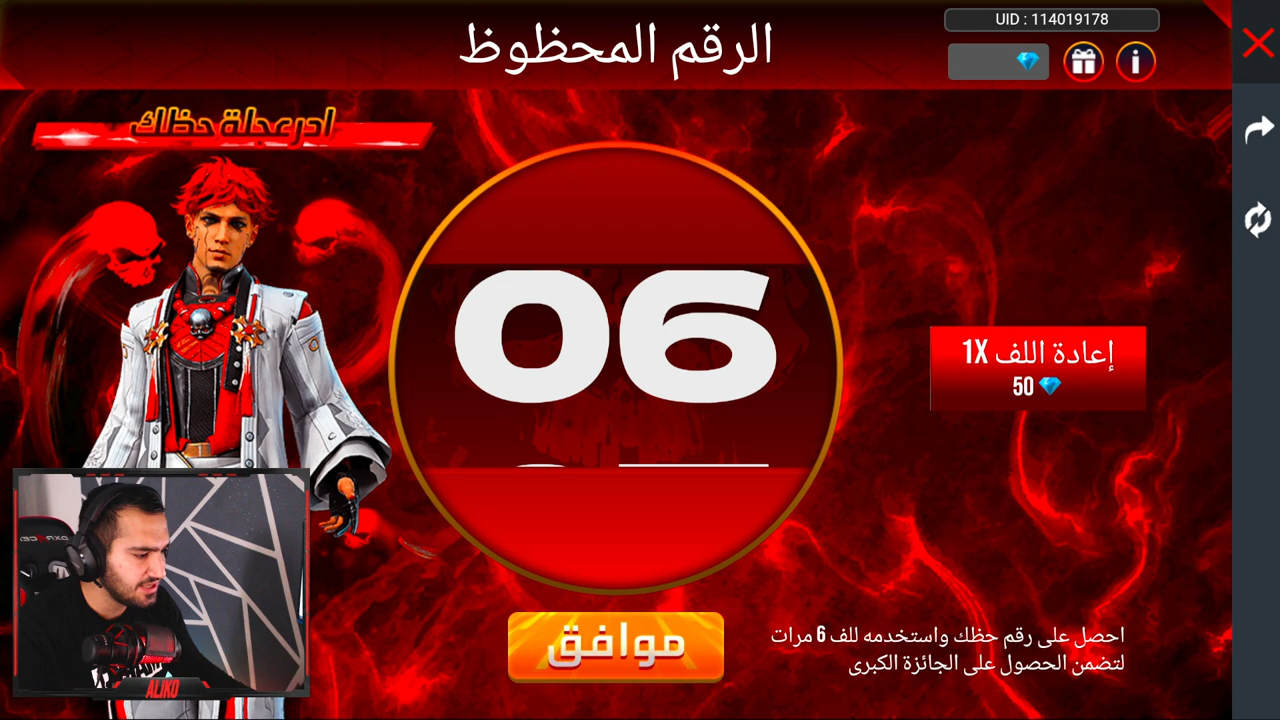 الرقم المحظوظ
UID : 114019178
ادر عجلة حظك
06
إعادة اللف 1X
50
موافق
احصل على رقم حظك واستخدمه للف 6 مرات
لتضمن الحصول على الجائزة الكبرى
ALIKO